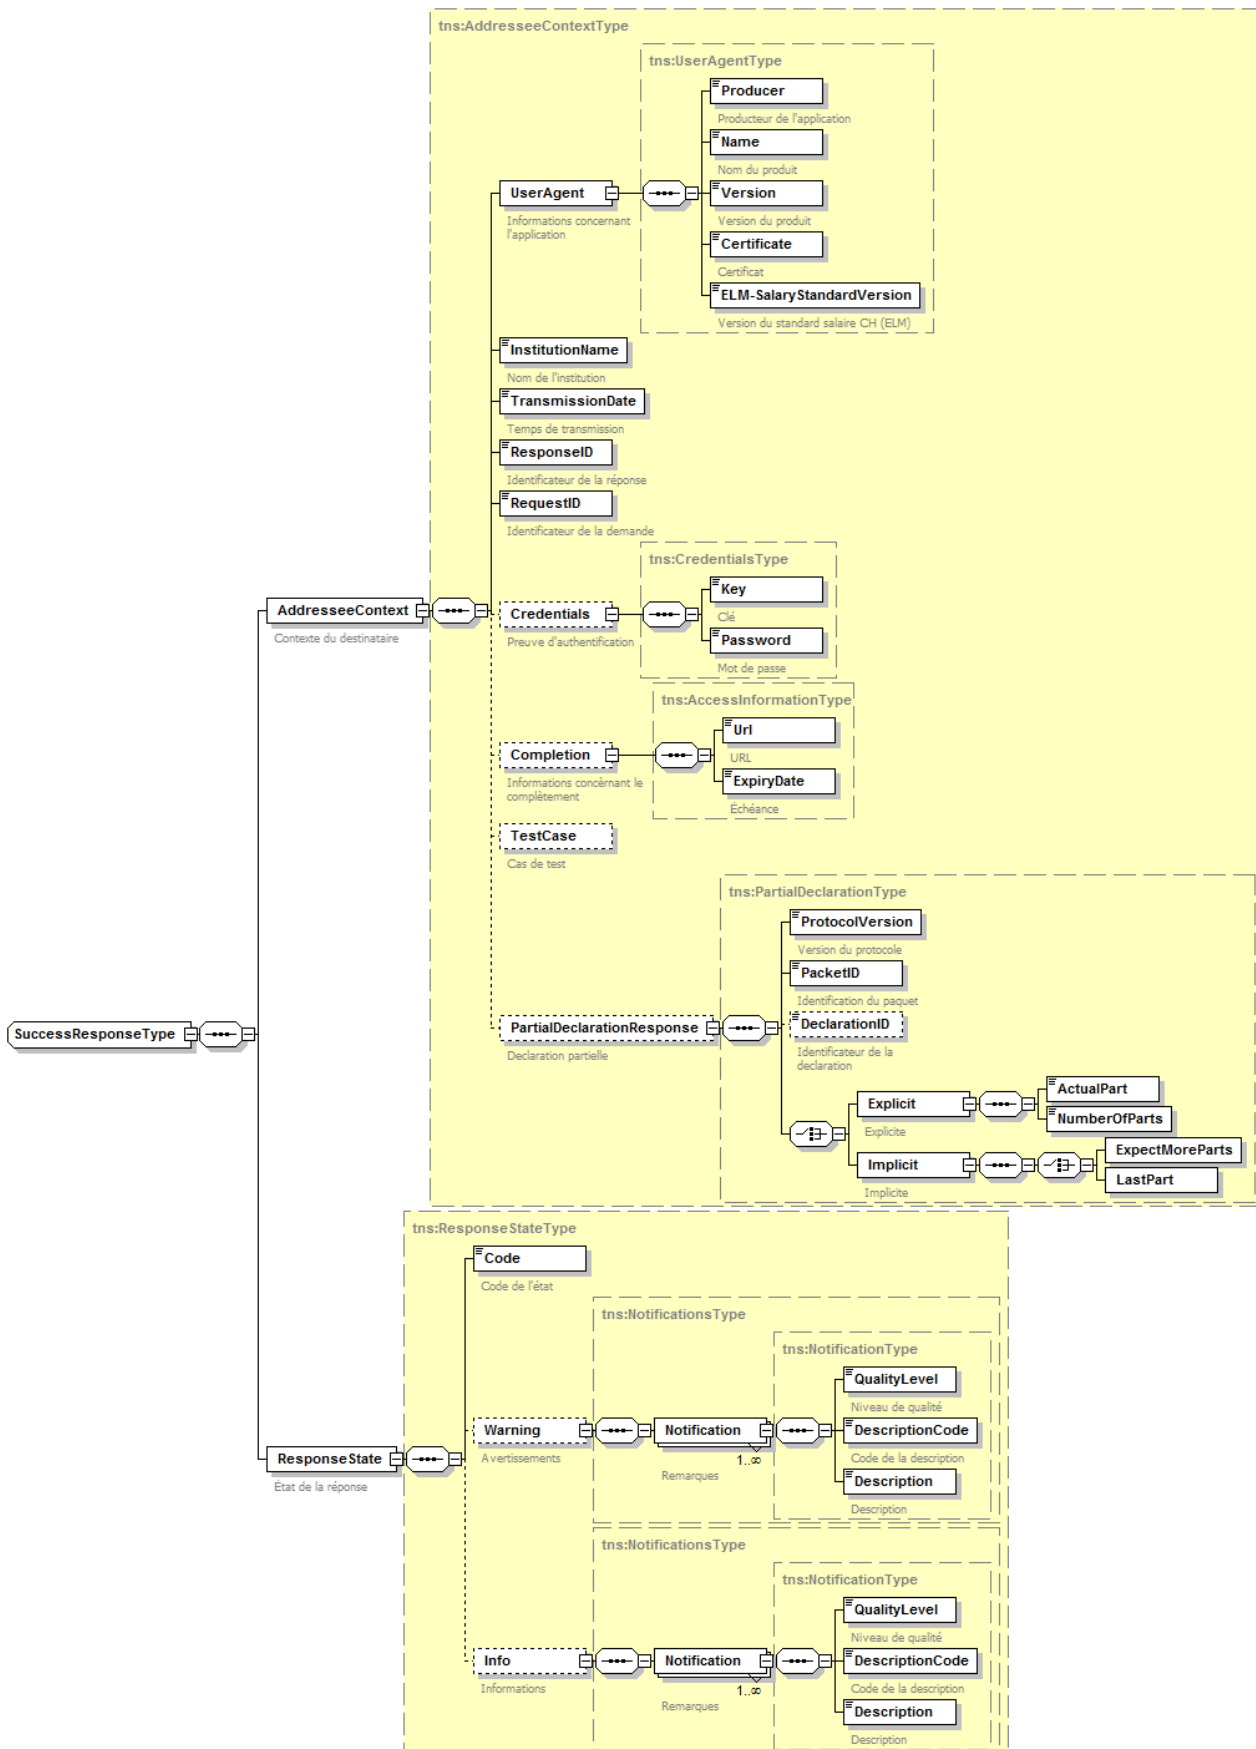 tns:AddresseeContextType
tns:UserAgentType
Producer
Producteur de l'application
Name
Nom du produit
UserAgent
Informations concernant
l'application
Version
Version du produit
Certificate
Certificat
ELM-SalaryStandardVersion
Version du standard salaire CH (ELM)
InstitutionName
Nom de l'institution
TransmissionDate
Temps de transmission
ResponseID
Identificateur de la réponse
RequestID
Identificateur de la demande
tns:CredentialsType
Key
Clé
AddresseeContext
Contexte du destinataire
Credentials
Preuve d'authentification
Password
Mot de passe
tns:AccessInformationType
Url
URL
Completion
Informations concèrnant le
complètement
ExpiryDate
Échéance
TestCase
Cas de test
tns:PartialDeclarationType
ProtocolVersion
Version du protocole
PacketID
Identification du paquet
SuccessResponseType
PartialDeclarationResponse
Declaration partielle
DeclarationID
Identificateur de la
declaration
Explicit
Explicite
ActualPart
NumberOfParts
Implicit
Implicite
ExpectMoreParts
LastPart
tns:ResponseStateType
Code
Code de l'état
tns:NotificationsType
tns:NotificationType
QualityLevel
Niveau de qualité
Warning
Avertissements
Notification
1..∞
Remarques
DescriptionCode
Code de la description
ResponseState
État de la réponse
Description
Description
tns:NotificationsType
tns:NotificationType
QualityLevel
Niveau de qualité
Info
Informations
Notification
1..∞
Remarques
DescriptionCode
Code de la description
Description
Description